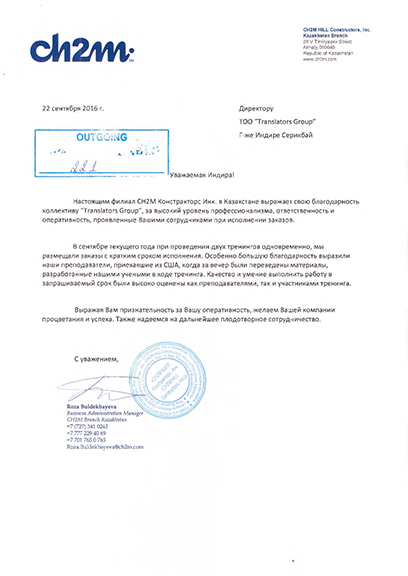 ch2m
CH2M HILL Constructors, Inc.
Kazakhstan Branch
28 V Timiryazev Street
Almaty 050040
Republic of Kazakhstan
www.ch2m.com
22 сентября 2016 г.
Директору
ТОО "Translators Group"
Г-же Индире Серикбай
OUTGOING
221
Уважаемая Индира!
Настоящим филиал CH2M Констракторс Инк. в Казахстане выражает свою благодарность
коллективу "Translators Group", за высокий уровень профессионализма, ответственность и
оперативность, проявленные Вашими сотрудниками при исполнении заказов.
В сентябре текущего года при проведении двух тренингов одновременно, мы
размещали заказы с кратким сроком исполнения. Особенно большую благодарность выразили
наши преподаватели, приехавшие из США, когда за вечер были переведены материалы,
разработанные нашими учеными в ходе тренинга. Качество и умение выполнить работу в
запрашиваемый срок были высоко оценены как преподавателями, так и участниками тренинга.
Выражая Вам признательность за Вашу оперативность, желаем Вашей компании
процветания и успеха. Также надеемся на дальнейшее плодотворное сотрудничество.
С уважением,
Roza Buldekbayeva
Business Administration Manager
CH2M Branch Kazakhstan
+7 (727) 341 0243
+7 777 229 40 69
+7 701 765 0 765
Roza.Buldekbayeva@ch2m.com